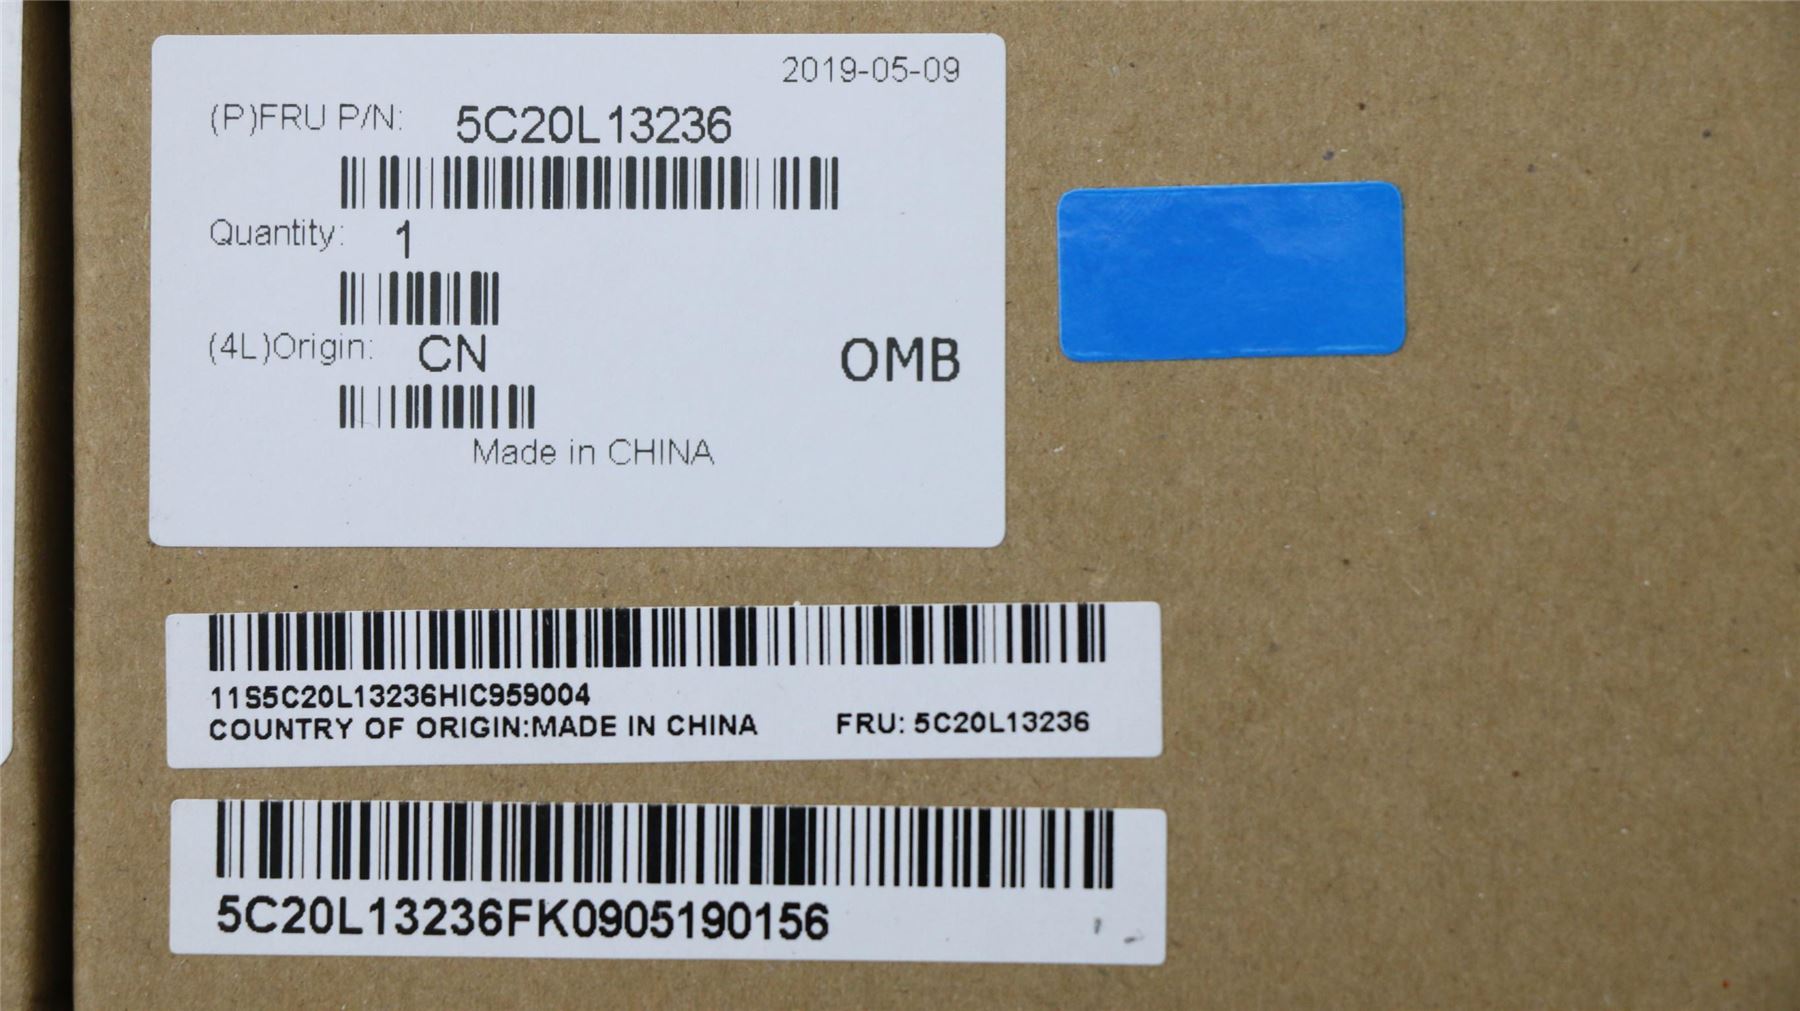 2019-05-09
(P)FRU P/N: 5C20L13236
Quantity: 1
(4L)Origin: CN
OMB
Made in CHINA
11S5C20L13236HIC959004
COUNTRY OF ORIGIN:MADE IN CHINA FRU: 5C20L13236
5C20L13236FK0905190156